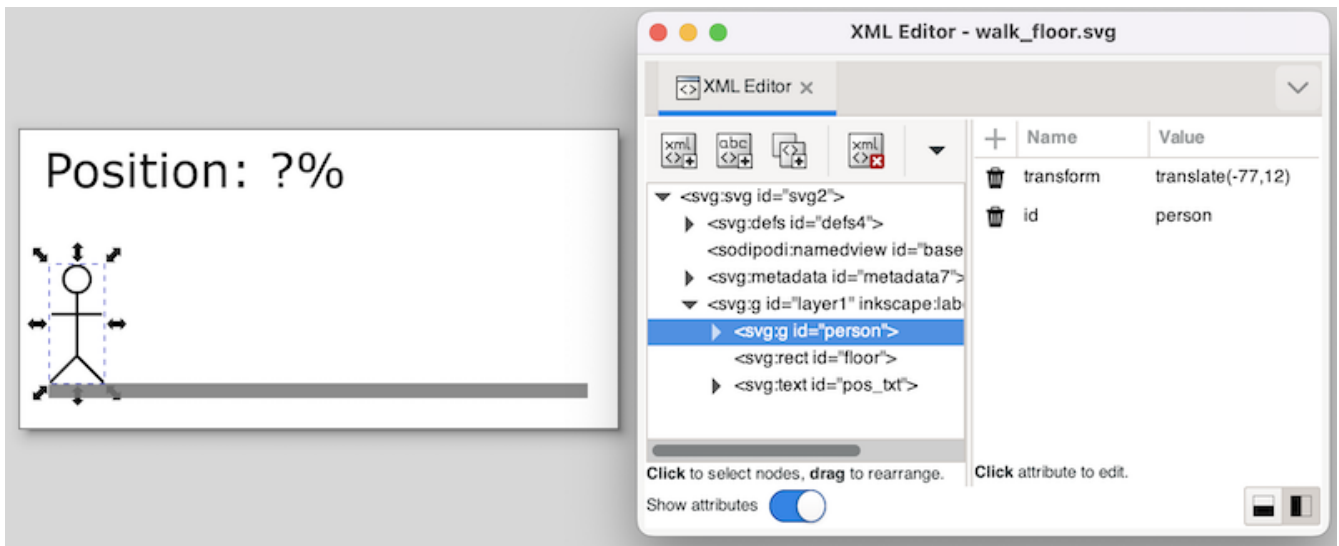 Position: ?%
XML Editor - walk_floor.svg
XML Editor
Name Value
transform translate(-77,12)
id person
<svg:svg id="svg2">
<svg:defs id="defs4">
<sodipodi:namedview id="base
<svg:metadata id="metadata7">
<svg:g id="layer1" inkscape:lab
<svg:g id="person">
<svg:rect id="floor">
<svg:text id="pos_txt">
Click to select nodes, drag to rearrange.
Click attribute to edit.
Show attributes